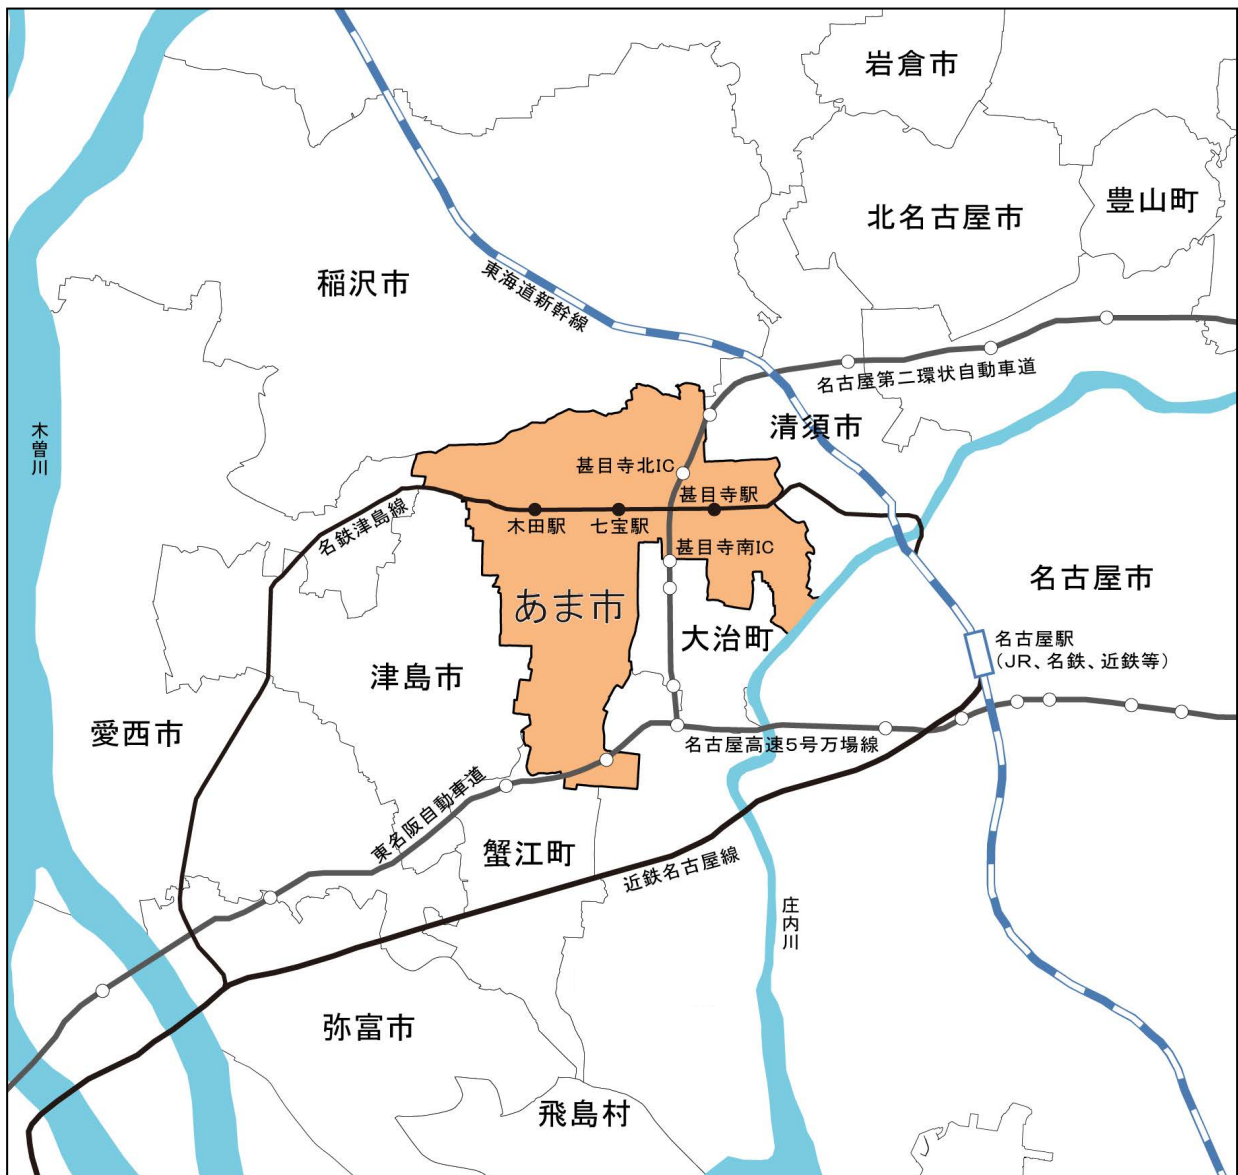 岩倉市
豊山町
北名古屋市
稲沢市
東海道新幹線
名古屋第二環状自動車道
清須市
木曽川
甚目寺北IC
甚目寺駅
名鉄津島線
木田駅
七宝駅
甚目寺南IC
名古屋市
あま市
大治町
名古屋駅
(JR、名鉄、近鉄等)
津島市
愛西市
名古屋高速5号万場線
東名阪自動車道
蟹江町
近鉄名古屋線
庄内川
弥富市
飛島村